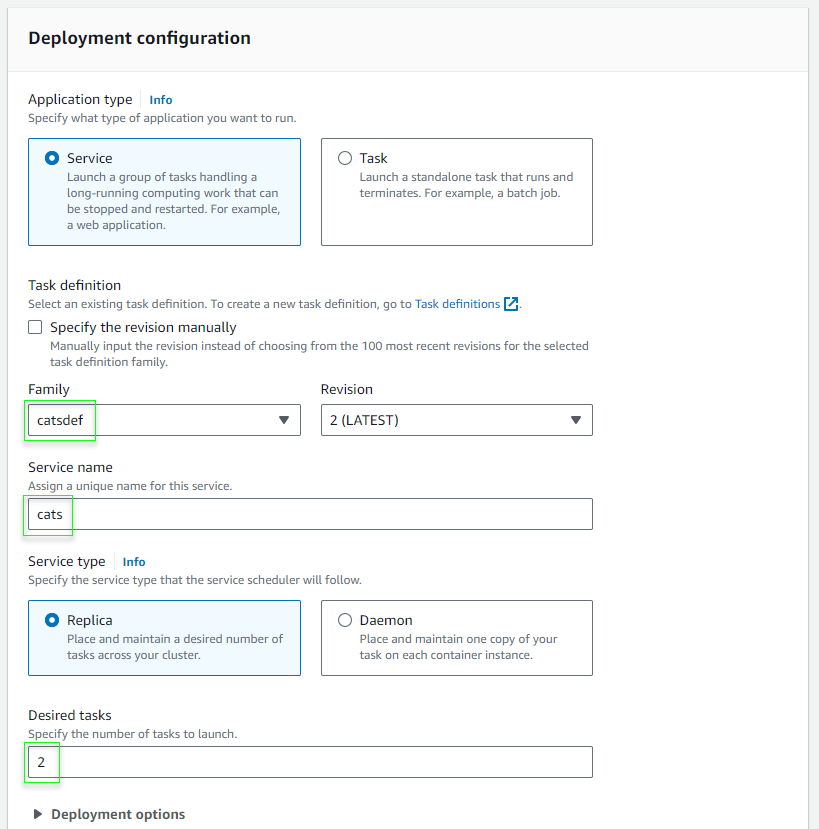 Deployment configuration
Application type Info
Specify what type of application you want to run.
Service
Launch a group of tasks handling a
long-running computing work that can
be stopped and restarted. For example,
a web application.
Task
Launch a standalone task that runs and
terminates. For example, a batch job.
Task definition
Select an existing task definition. To create a new task definition, go to Task definitions.
Specify the revision manually
Manually input the revision instead of choosing from the 100 most recent revisions for the selected
task definition family.
Family
catsdef
Revision
2 (LATEST)
Service name
Assign a unique name for this service.
cats
Service type Info
Specify the service type that the service scheduler will follow.
Replica
Place and maintain a desired number of
tasks across your cluster.
Daemon
Place and maintain one copy of your
task on each container instance.
Desired tasks
Specify the number of tasks to launch.
2
Deployment options